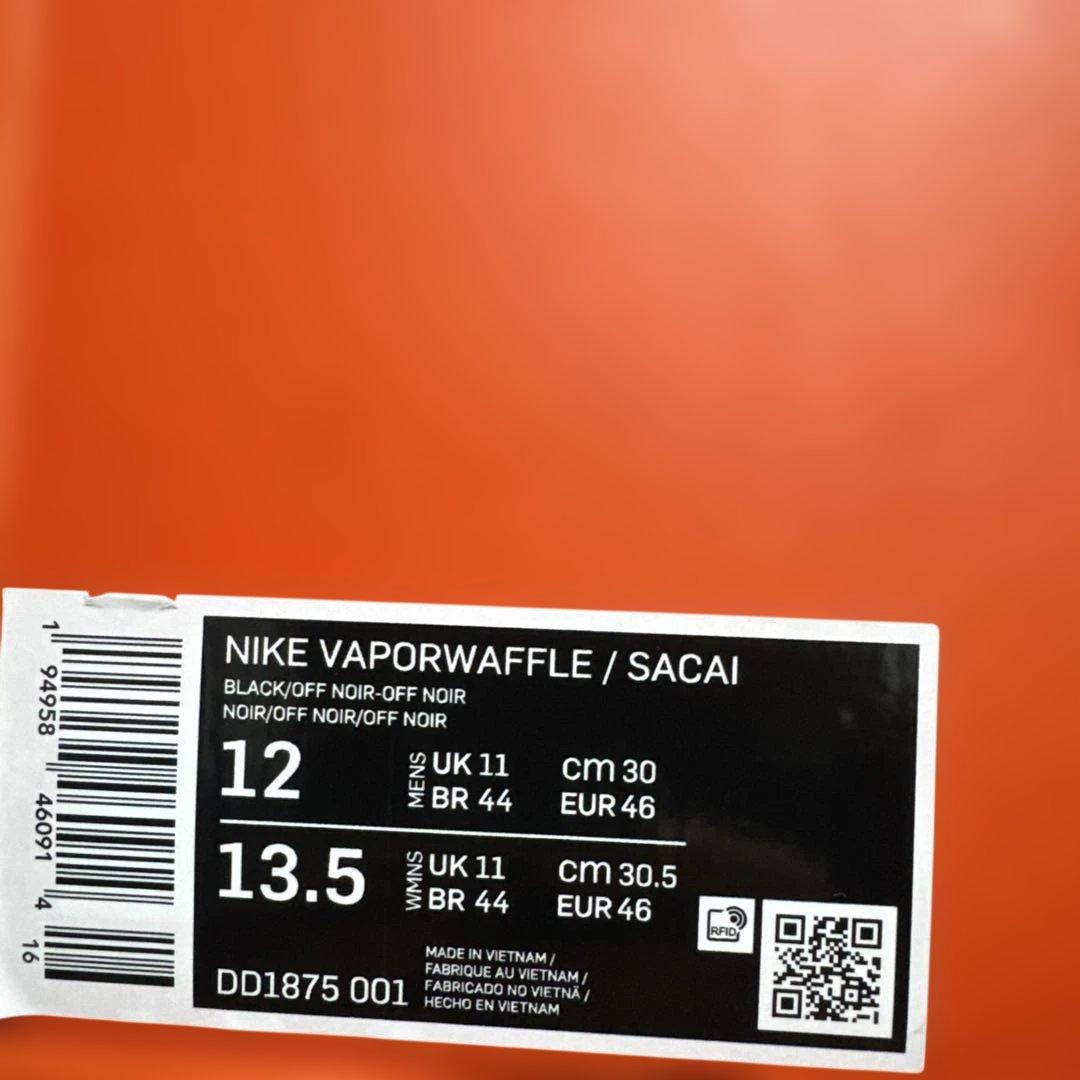 NIKE VAPORWAFFLE / SACAI
BLACK/OFF NOIR-OFF NOIR
NOIR/OFF NOIR/OFF NOIR
12 MENS UK 11 cm 30
BR 44 EUR 46
13.5 WMNS UK 11 cm 30.5
BR 44 EUR 46
RFID
DD1875 001
MADE IN VIETNAM /
FABRIQUE AU VIETNAM /
FABRICADO NO VIETNÃ /
HECHO EN VIETNAM
1 94958 46091 4 16